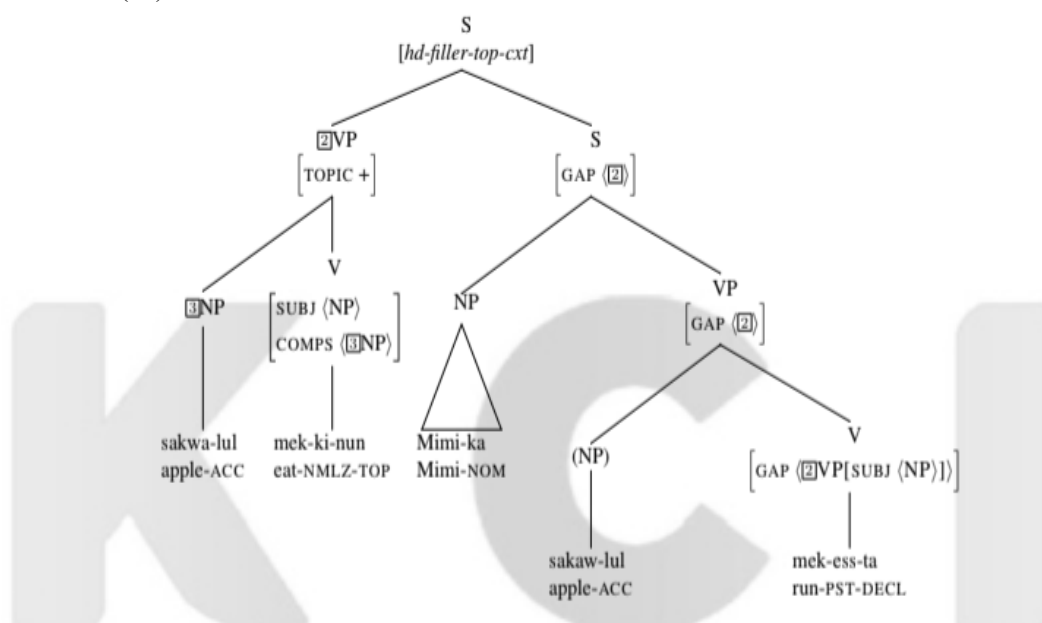 S
[hd-filler-top-cxt]
2VP
[TOPIC +]
S
[GAP ⟨2⟩]
V
3NP
[SUBJ ⟨NP⟩
COMPS ⟨3NP⟩]
NP
VP
[GAP ⟨2⟩]
sakwa-lul
apple-ACC
mek-ki-nun
eat-NMLZ-TOP
Mimi-ka
Mimi-NOM
(NP)
V
[GAP ⟨2VP[SUBJ ⟨NP⟩]⟩]
sakaw-lul
apple-ACC
mek-ess-ta
run-PST-DECL
K C I